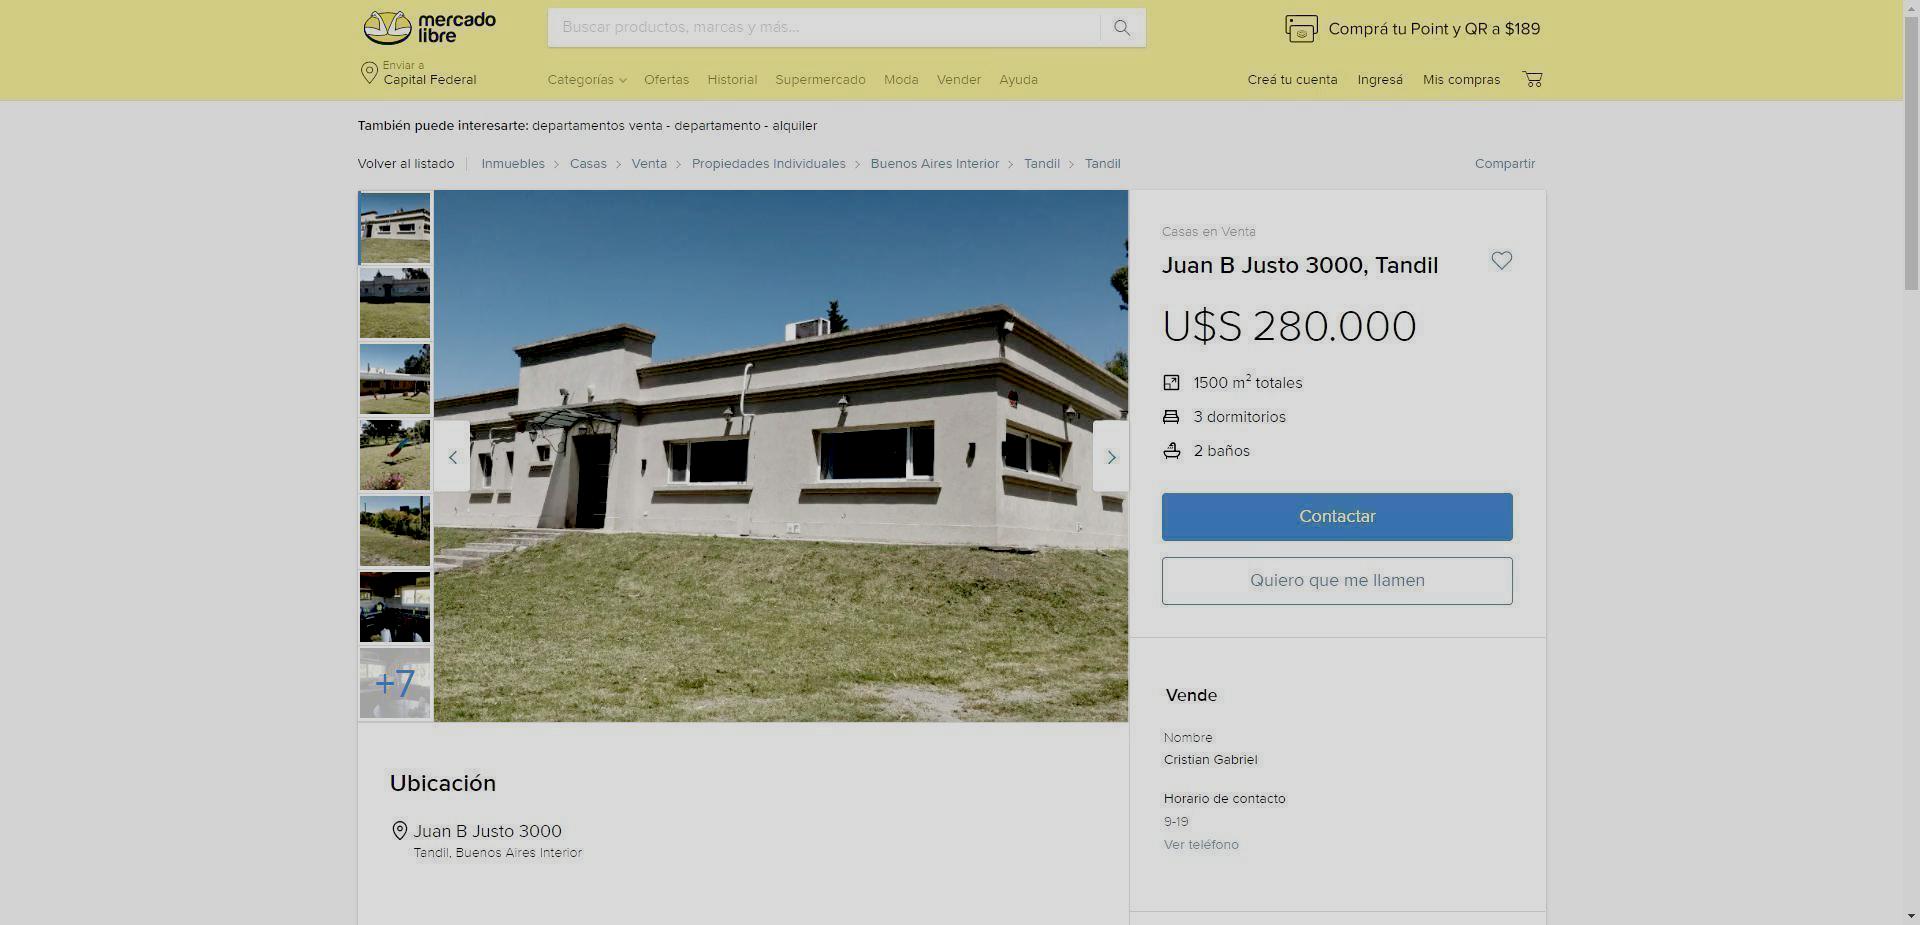 mercado
libre
Buscar productos, marcas y más...
Comprá tu Point y QR a $189
Enviar a
Capital Federal
Categorías Ofertas Historial Supermercado Moda Vender Ayuda
Creá tu cuenta Ingresá Mis compras
También puede interesarte: departamentos venta - departamento - alquiler
Volver al listado Inmuebles > Casas > Venta > Propiedades Individuales > Buenos Aires Interior > Tandil > Tandil
Compartir
+7
Casas en Venta
Juan B Justo 3000, Tandil
U$S 280.000
1500 m² totales
3 dormitorios
2 baños
Contactar
Quiero que me llamen
Vende
Nombre
Cristian Gabriel
Horario de contacto
9-19
Ver teléfono
Ubicación
Juan B Justo 3000
Tandil, Buenos Aires Interior